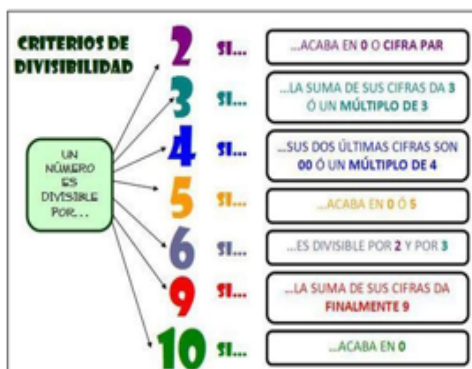 CRITERIOS DE
DIVISIBILIDAD
UN
NÚMERO
ES
DIVISIBLE
POR...
2 SI... ...ACABA EN 0 O CIFRA PAR
3 SI... ...LA SUMA DE SUS CIFRAS DA 3
Ó UN MÚLTIPLO DE 3
4 SI... ...SUS DOS ÚLTIMAS CIFRAS SON
00 Ó UN MÚLTIPLO DE 4
5 SI... ...ACABA EN 0 Ó 5
6 SI... ...ES DIVISIBLE POR 2 Y POR 3
9 SI... ...LA SUMA DE SUS CIFRAS DA
FINALMENTE 9
10 SI... ...ACABA EN 0